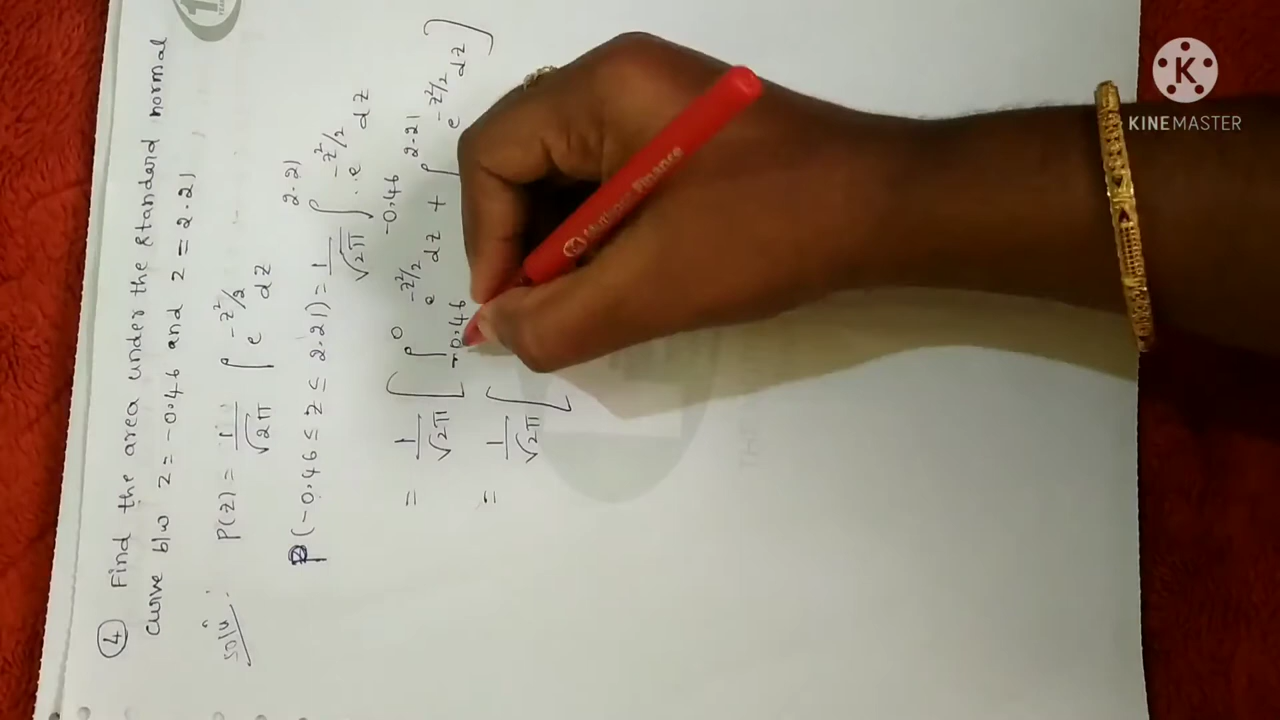 ④ Find the area under the standard normal
curve b/w z = -0.46 and z = 2.21
Solu:
P(z) = 1/√2π ∫ e^(-z²/2) dz
P(-0.46 ≤ z ≤ 2.21) = 1/√2π ∫_(-0.46)^(2.21) e^(-z²/2) dz
= 1/√2π [ ∫_(-0.46)^0 e^(-z²/2) dz + ∫^(2.21) e^(-z²/2) dz ]
= 1/√2π [
KINEMASTER